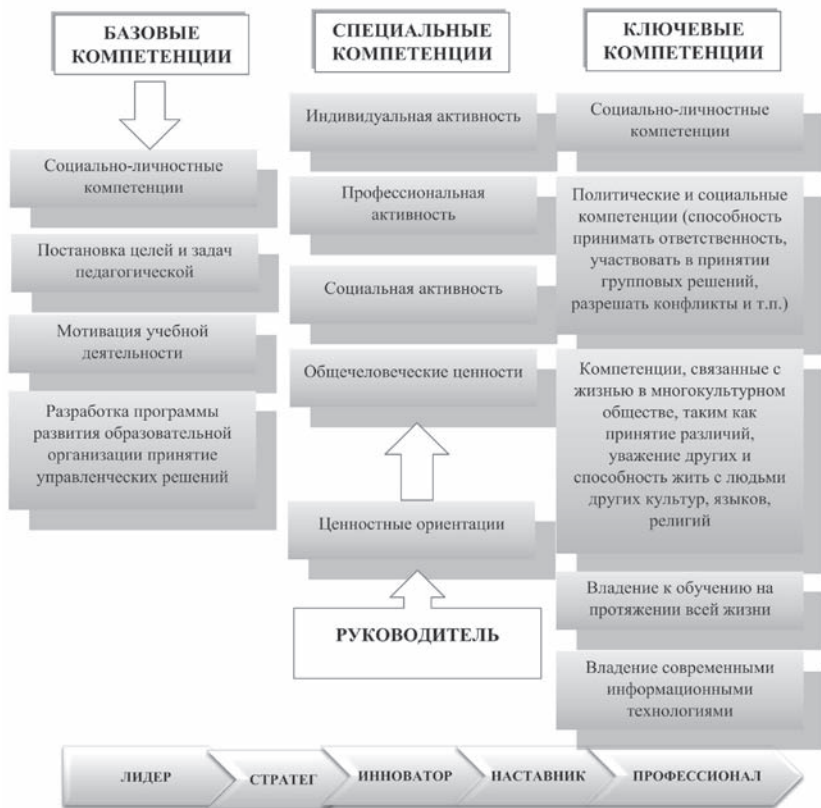 БАЗОВЫЕ
КОМПЕТЕНЦИИ
Социально-личностные
компетенции
Постановка целей и задач
педагогической
Мотивация учебной
деятельности
Разработка программы
развития образовательной
организации принятие
управленческих решений
СПЕЦИАЛЬНЫЕ
КОМПЕТЕНЦИИ
Индивидуальная активность
Профессиональная
активность
Социальная активность
Общечеловеческие ценности
Ценностные ориентации
РУКОВОДИТЕЛЬ
КЛЮЧЕВЫЕ
КОМПЕТЕНЦИИ
Социально-личностные
компетенции
Политические и социальные
компетенции (способность
принимать ответственность,
участвовать в принятии
групповых решений,
разрешать конфликты и т.п.)
Компетенции, связанные с
жизнью в многокультурном
обществе, таким как
принятие различий,
уважение других и
способность жить с людьми
других культур, языков,
религий
Владение к обучению на
протяжении всей жизни
Владение современными
информационными
технологиями
ЛИДЕР
СТРАТЕГ
ИННОВАТОР
НАСТАВНИК
ПРОФЕССИОНАЛ